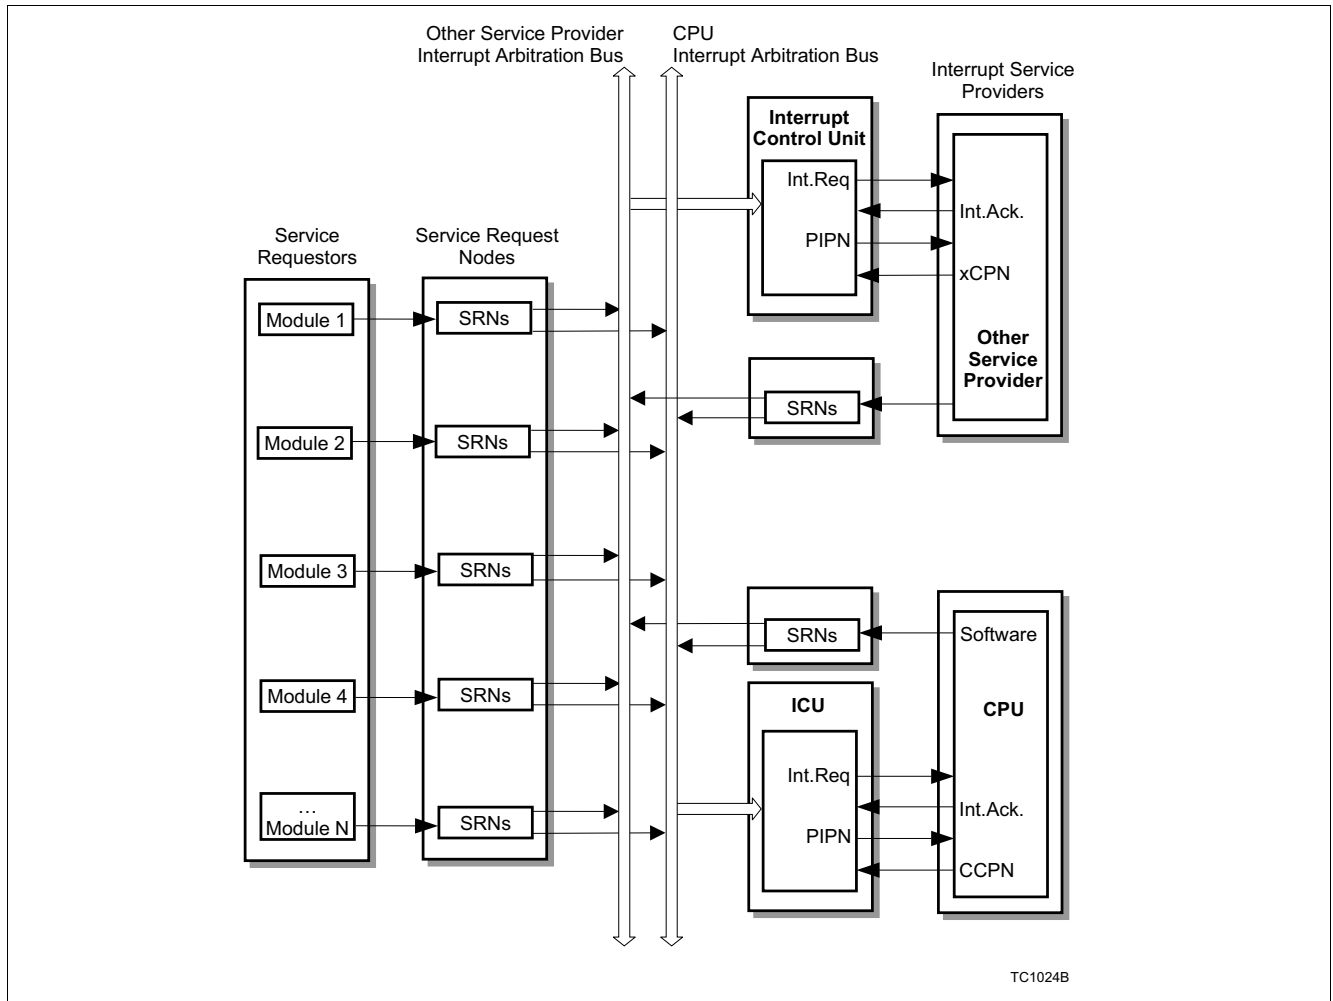 Other Service Provider
Interrupt Arbitration Bus
CPU
Interrupt Arbitration Bus
Interrupt Service
Providers
Interrupt
Control Unit
Int.Req
PIPN
Int.Ack.
xCPN
Other
Service
Provider
SRNs
Service
Requestors
Service Request
Nodes
Module 1
SRNs
Module 2
SRNs
Module 3
SRNs
Module 4
SRNs
...
Module N
SRNs
SRNs
Software
CPU
ICU
Int.Req
PIPN
Int.Ack.
CCPN
TC1024B